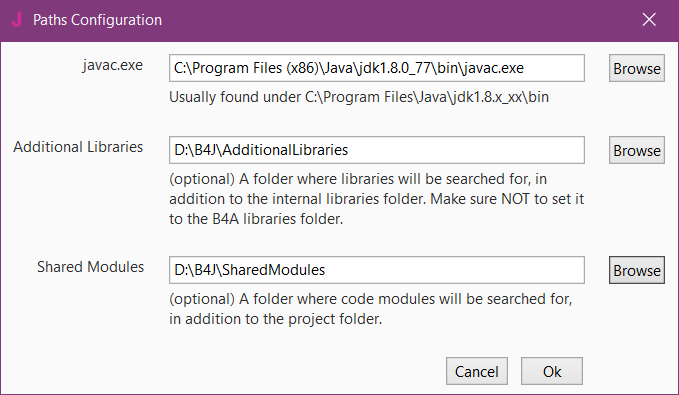 J Paths Configuration
javac.exe
C:\Program Files (x86)\Java\jdk1.8.0_77\bin\javac.exe
Browse
Usually found under C:\Program Files\Java\jdk1.8.x_xx\bin
Additional Libraries
D:\B4J\AdditionalLibraries
Browse
(optional) A folder where libraries will be searched for, in
addition to the internal libraries folder. Make sure NOT to set it
to the B4A libraries folder.
Shared Modules
D:\B4J\SharedModules
Browse
(optional) A folder where code modules will be searched for,
in addition to the project folder.
Cancel
Ok